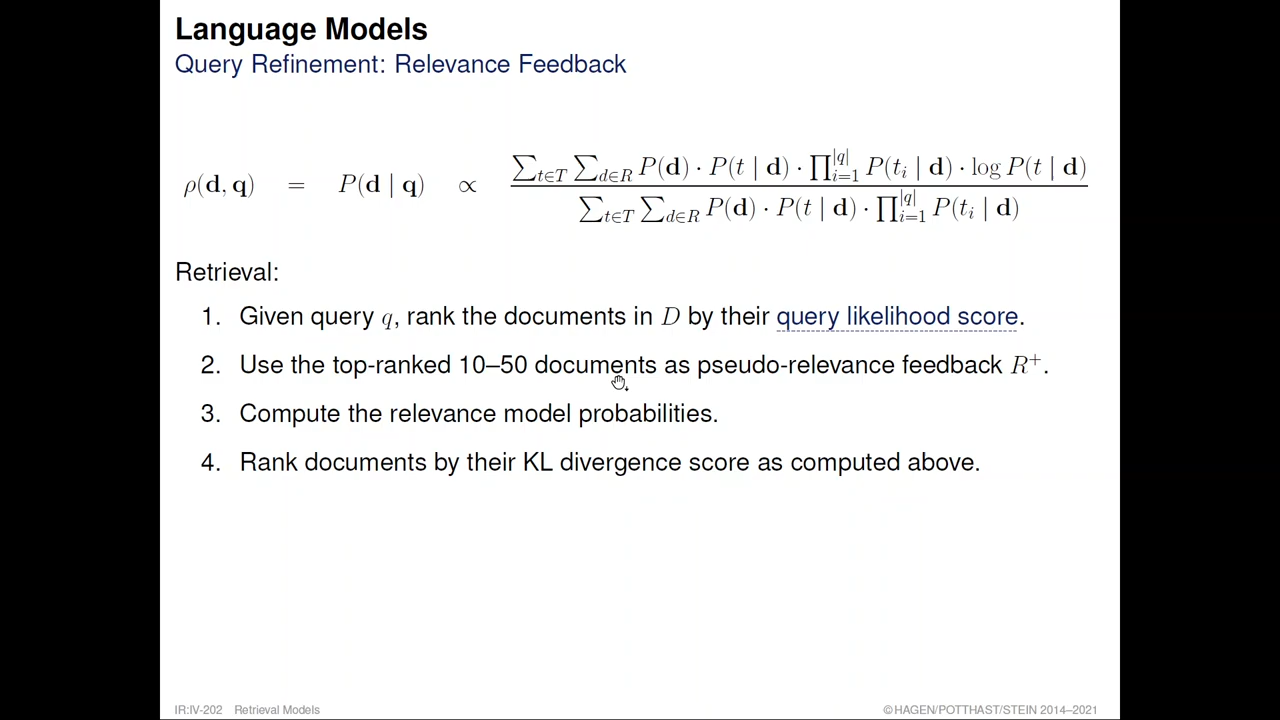 Language Models
Query Refinement: Relevance Feedback
ρ(d, q) = P(d | q) ∝ \frac{∑_{t∈T} ∑_{d∈R} P(d) · P(t | d) · ∏_{i=1}^{|q|} P(t_i | d) · log P(t | d)}{∑_{t∈T} ∑_{d∈R} P(d) · P(t | d) · ∏_{i=1}^{|q|} P(t_i | d)}
Retrieval:
1. Given query q, rank the documents in D by their query likelihood score.
2. Use the top-ranked 10–50 documents as pseudo-relevance feedback R⁺.
3. Compute the relevance model probabilities.
4. Rank documents by their KL divergence score as computed above.
IR:IV-202 Retrieval Models ©HAGEN/POTTHAST/STEIN 2014–2021